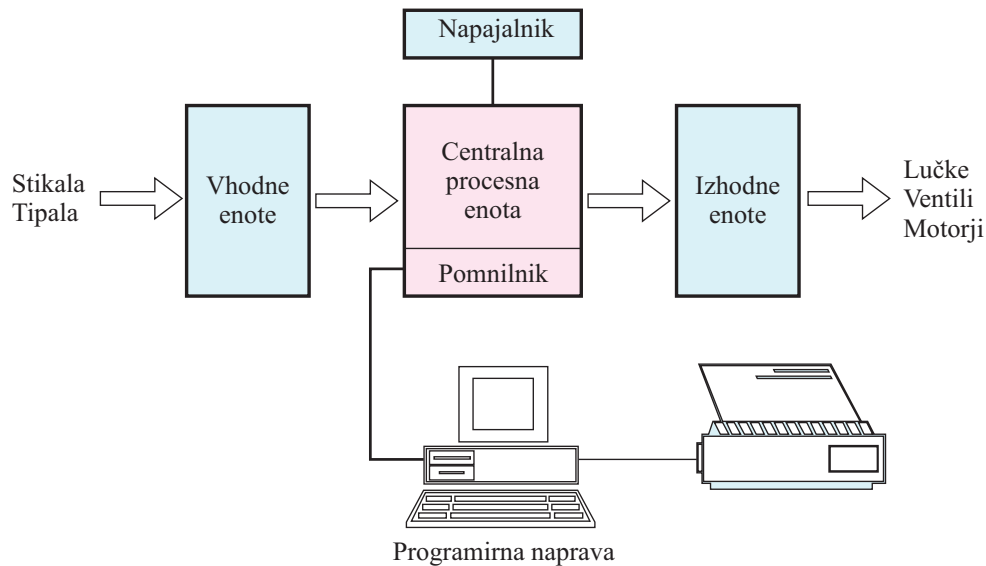 Napajalnik
Stikala
Tipala
Vhodne
enote
Centralna
procesna
enota
Pomnilnik
Izhodne
enote
Lučke
Ventili
Motorji
Programirna naprava